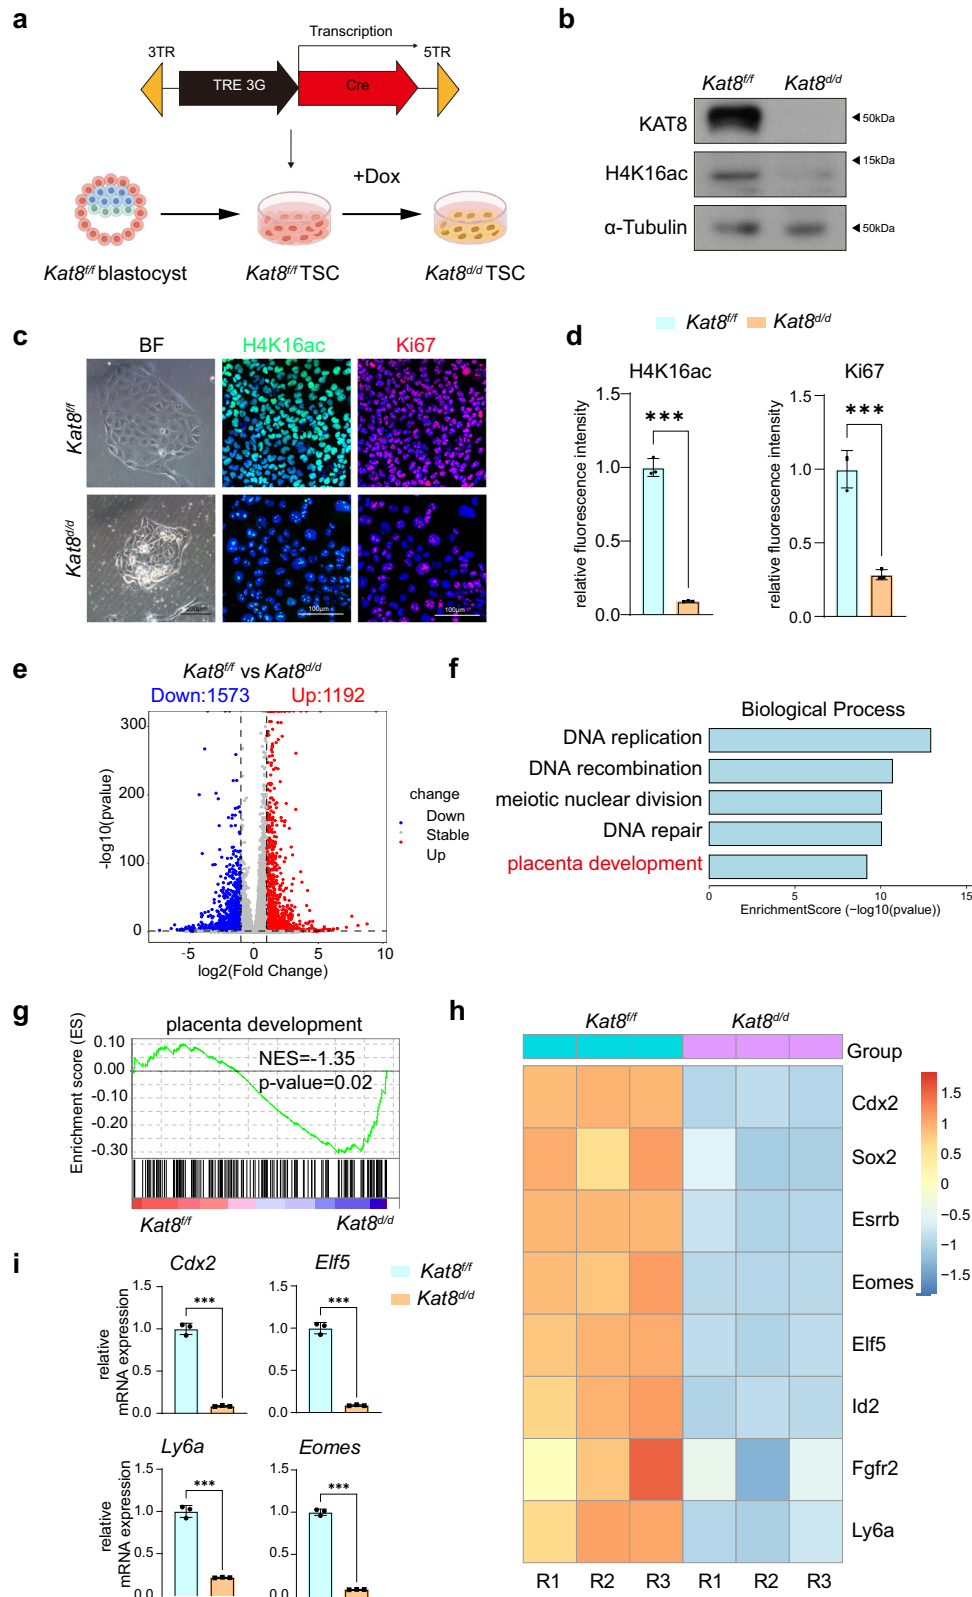 a
Transcription
3TR
5TR
TRE 3G
Cre
+Dox
Kat8f/f blastocyst
Kat8f/f TSC
Kat8d/d TSC
b
Kat8f/f
Kat8d/d
KAT8
50kDa
15kDa
H4K16ac
α-Tubulin
50kDa
c
BF
H4K16ac
Ki67
Kat8f/f
Kat8d/d
200μm
100μm
100μm
Kat8f/f
Kat8d/d
d
H4K16ac
relative fluorescence intensity
1.5
1.0
0.5
0.0
***
Ki67
relative fluorescence intensity
1.5
1.0
0.5
0.0
***
e
Kat8f/f vs Kat8d/d
Down:1573
Up:1192
-log10(pvalue)
300
200
100
0
-5
0
5
10
log2(Fold Change)
change
Down
Stable
Up
f
Biological Process
DNA replication
DNA recombination
meiotic nuclear division
DNA repair
placenta development
0
5
10
15
EnrichmentScore (−log10(pvalue))
g
placenta development
Enrichment score (ES)
0.10
0.00
-0.10
-0.20
-0.30
NES=-1.35
p-value=0.02
Kat8f/f
Kat8d/d
h
Kat8f/f
Kat8d/d
Group
Cdx2
Sox2
Esrrb
Eomes
Elf5
Id2
Fgfr2
Ly6a
R1
R2
R3
R1
R2
R3
1.5
1
0.5
0
−0.5
−1
−1.5
i
Kat8f/f
Kat8d/d
Cdx2
relative
mRNA expression
1.5
1.0
0.5
0.0
***
Elf5
1.5
1.0
0.5
0.0
***
Ly6a
relative
mRNA expression
1.5
1.0
0.5
0.0
***
Eomes
1.5
1.0
0.5
0.0
***